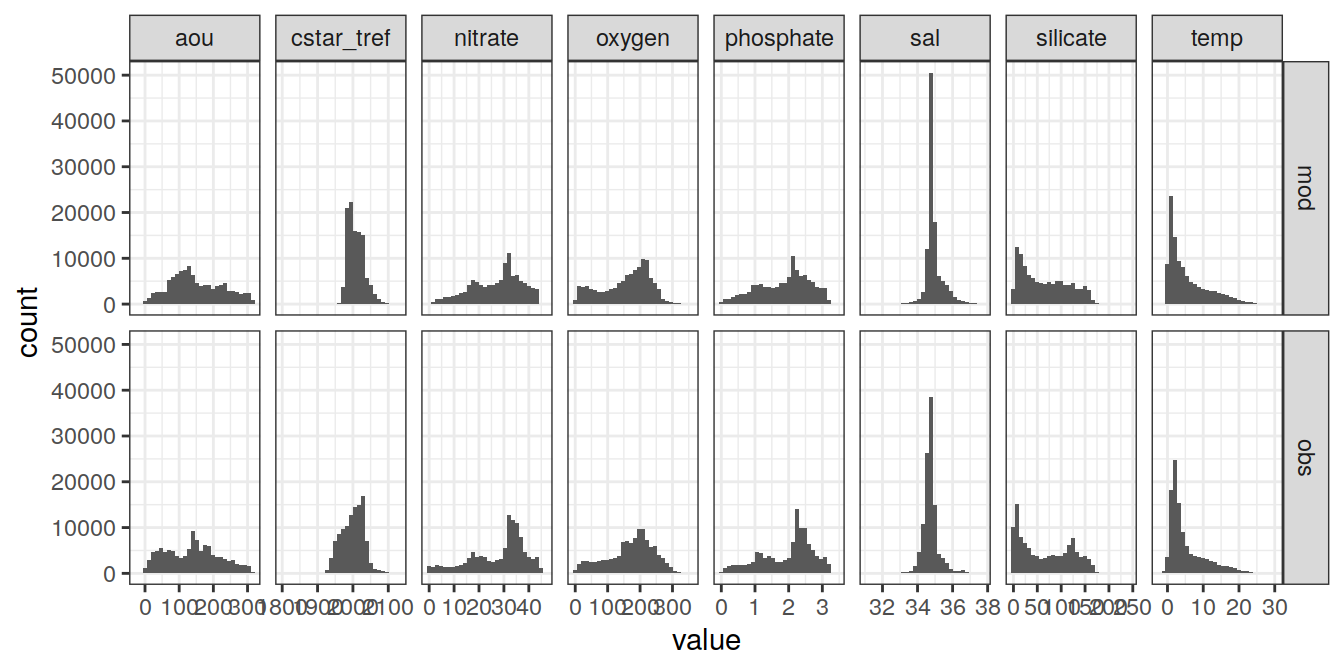 aou cstar_tref nitrate oxygen phosphate sal silicate temp
50000
40000
30000
20000
10000
0
mod
count
50000
40000
30000
20000
10000
0
obs
0 100 200 300 1800 1900 2000 2100 0 10 20 30 40 0 100 200 300 0 1 2 3 32 34 36 38 0 50 100 150 200 250 0 10 20 30
value